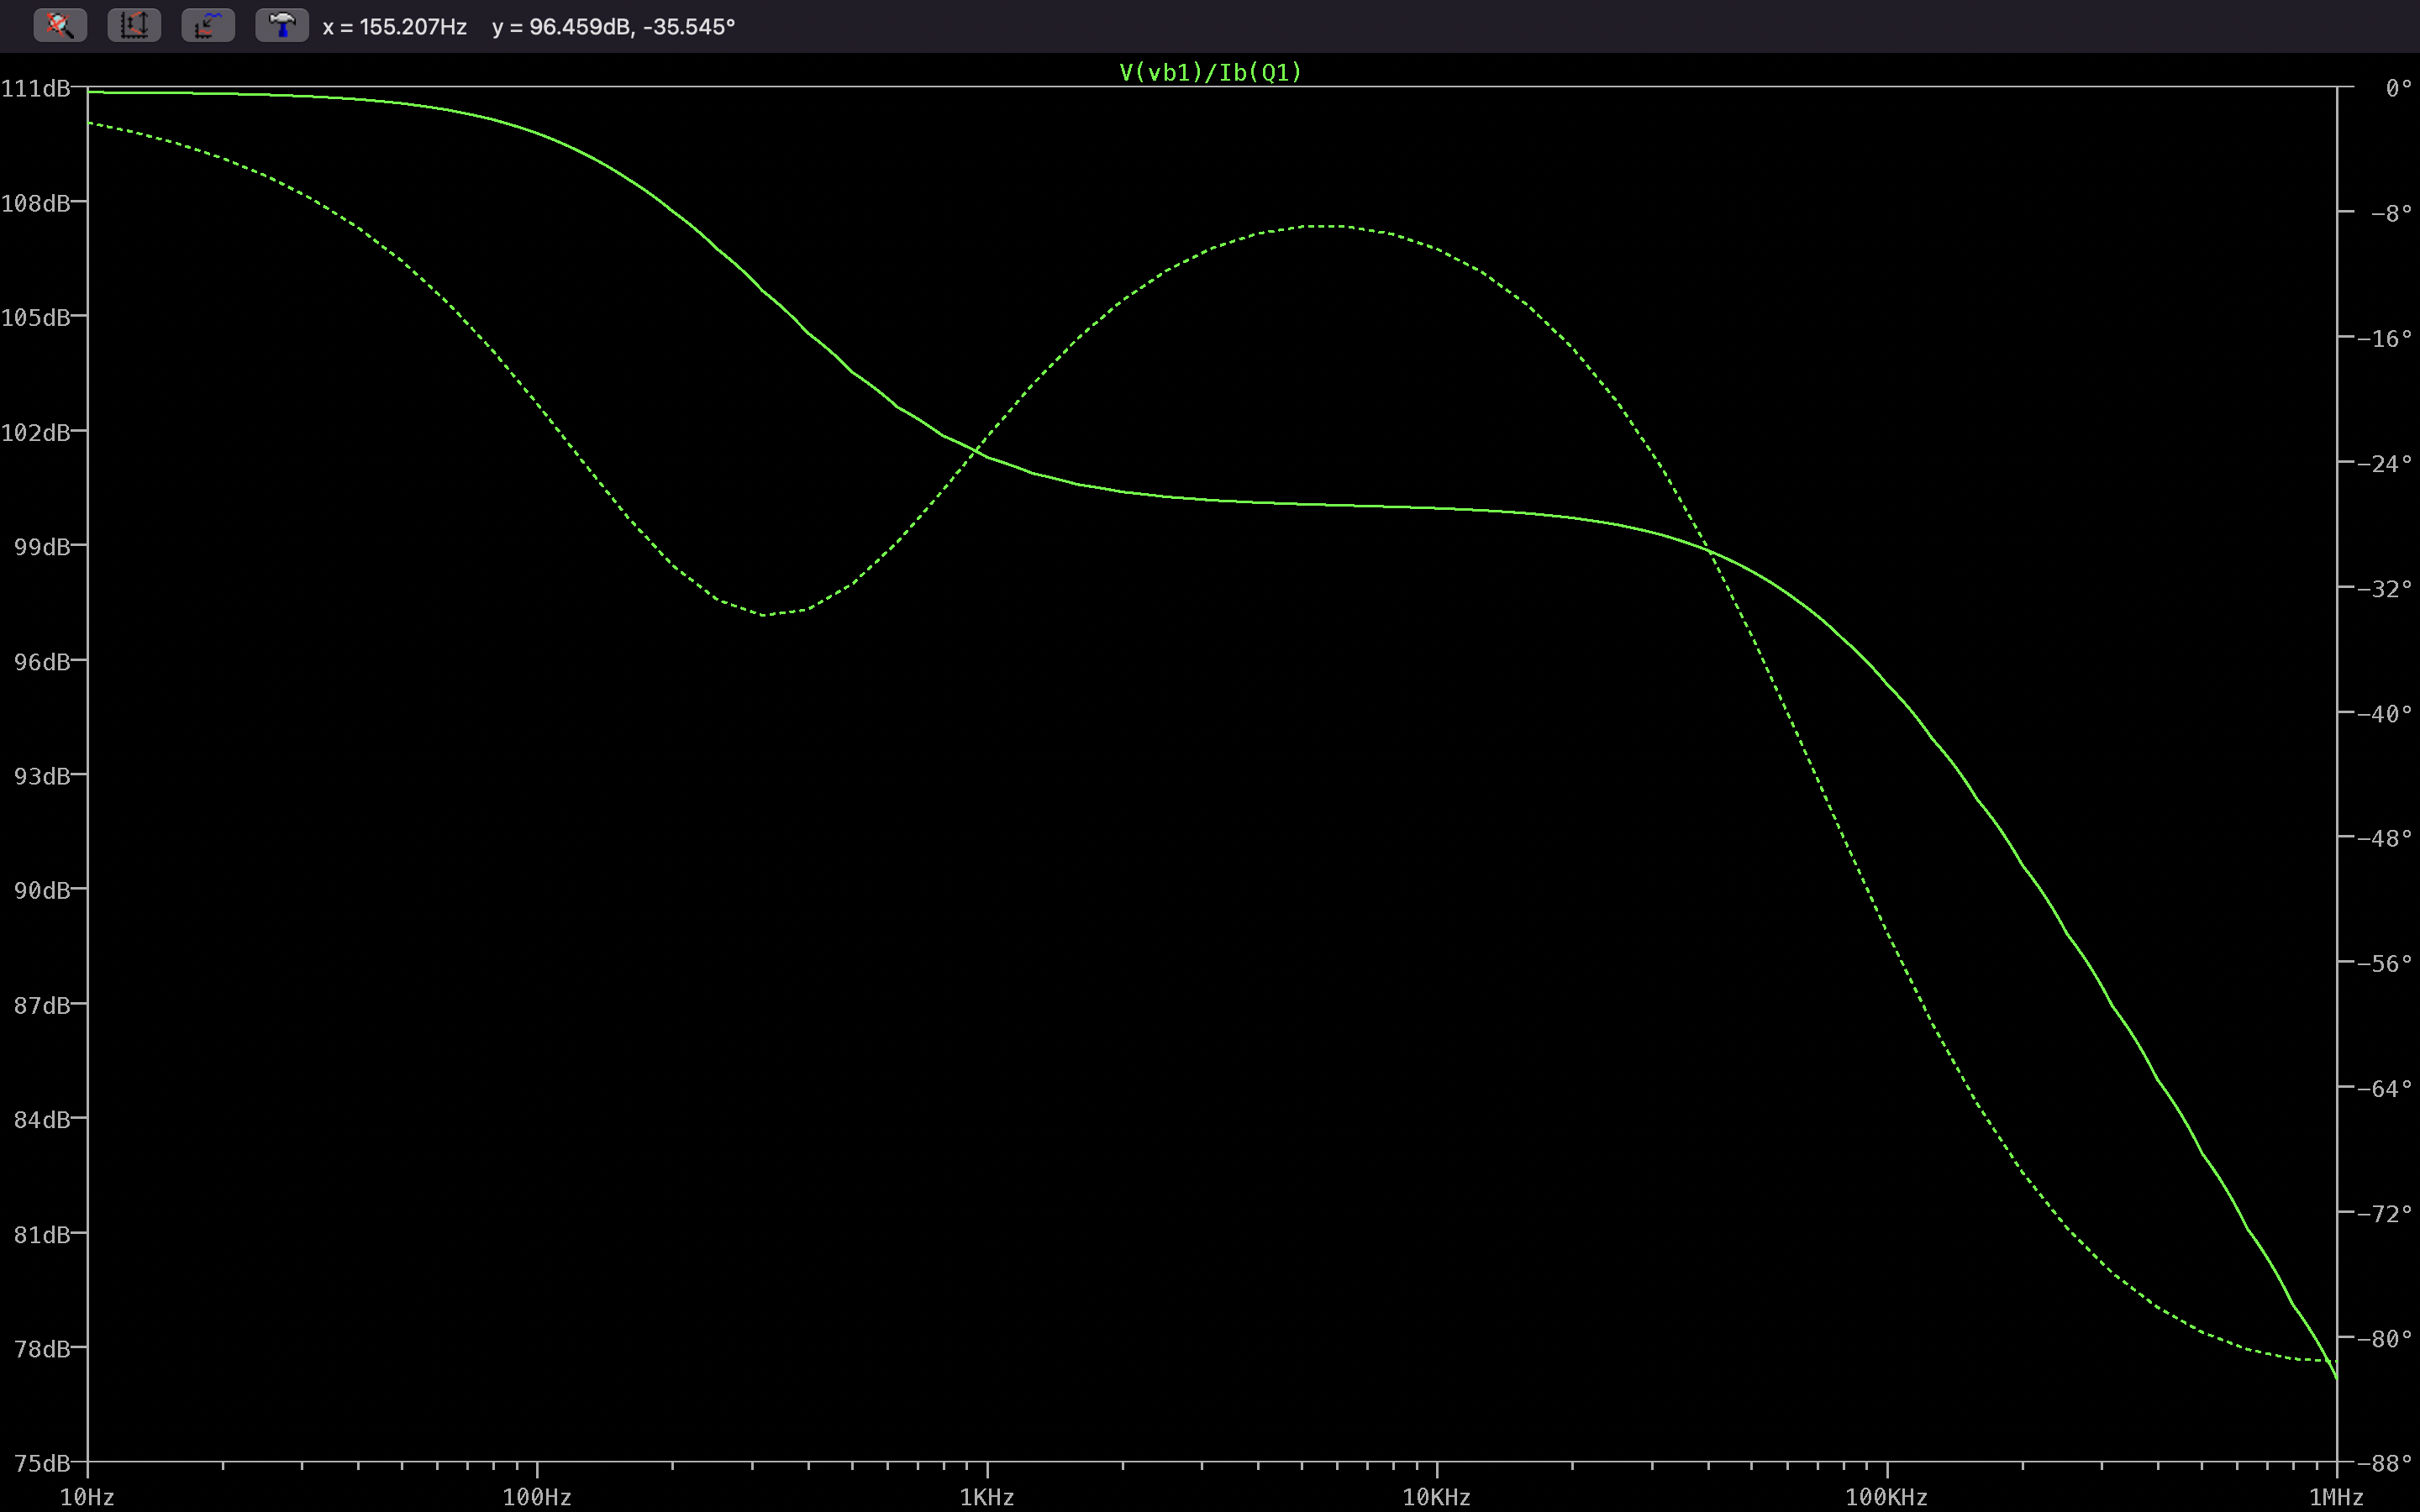 x = 155.207Hz y = 96.459dB, -35.545°
V(vb1)/Ib(Q1)
111dB
108dB
105dB
102dB
99dB
96dB
93dB
90dB
87dB
84dB
81dB
78dB
75dB
0°
-8°
-16°
-24°
-32°
-40°
-48°
-56°
-64°
-72°
-80°
-88°
10Hz 100Hz 1KHz 10KHz 100KHz 1MHz